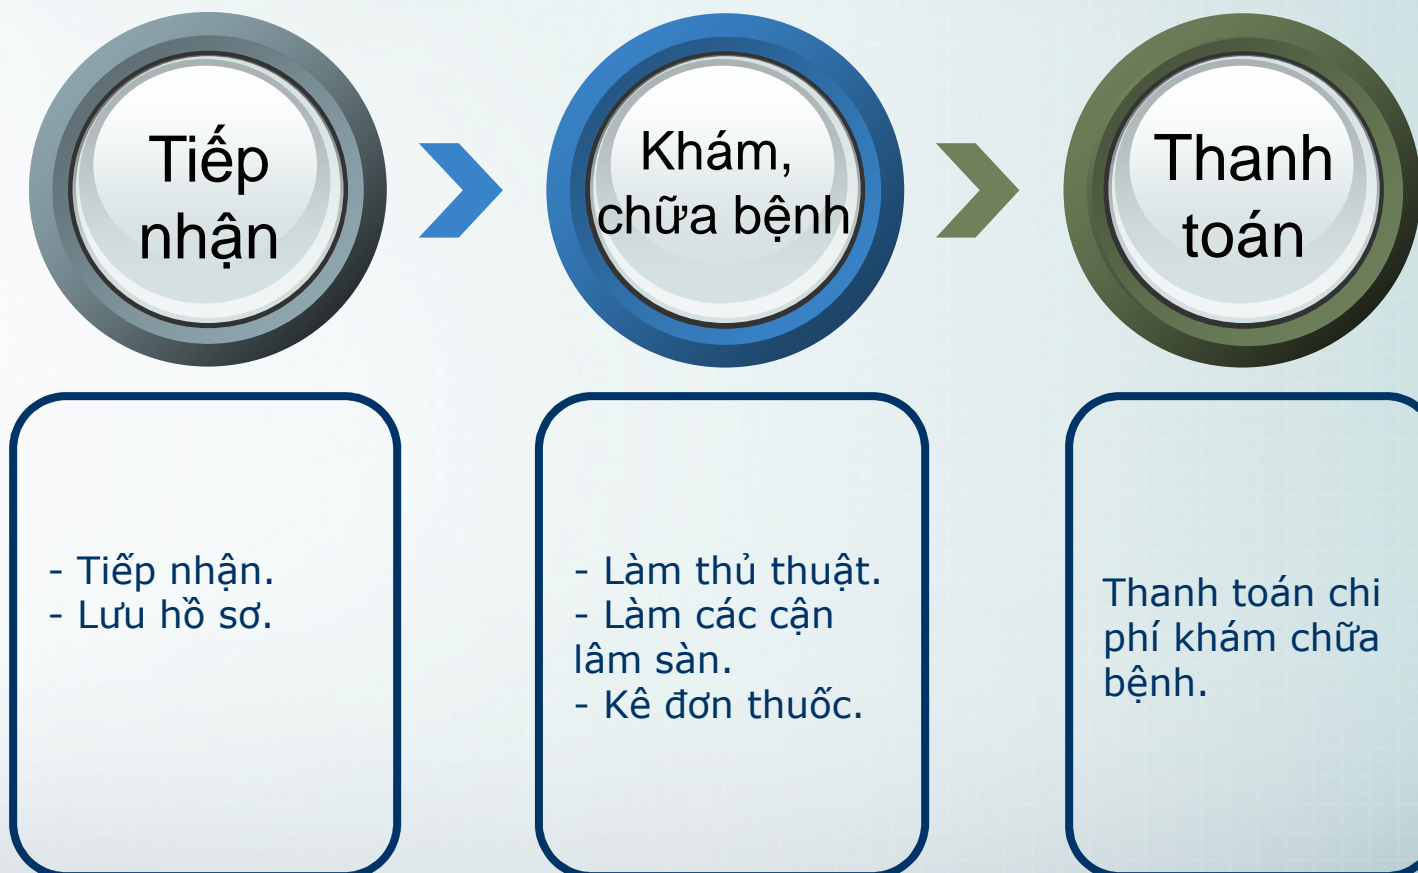 Tiếp
nhận
Khám,
chữa bệnh
Thanh
toán
- Tiếp nhận.
- Lưu hồ sơ.
- Làm thủ thuật.
- Làm các cận
lâm sàn.
- Kê đơn thuốc.
Thanh toán chi
phí khám chữa
bệnh.